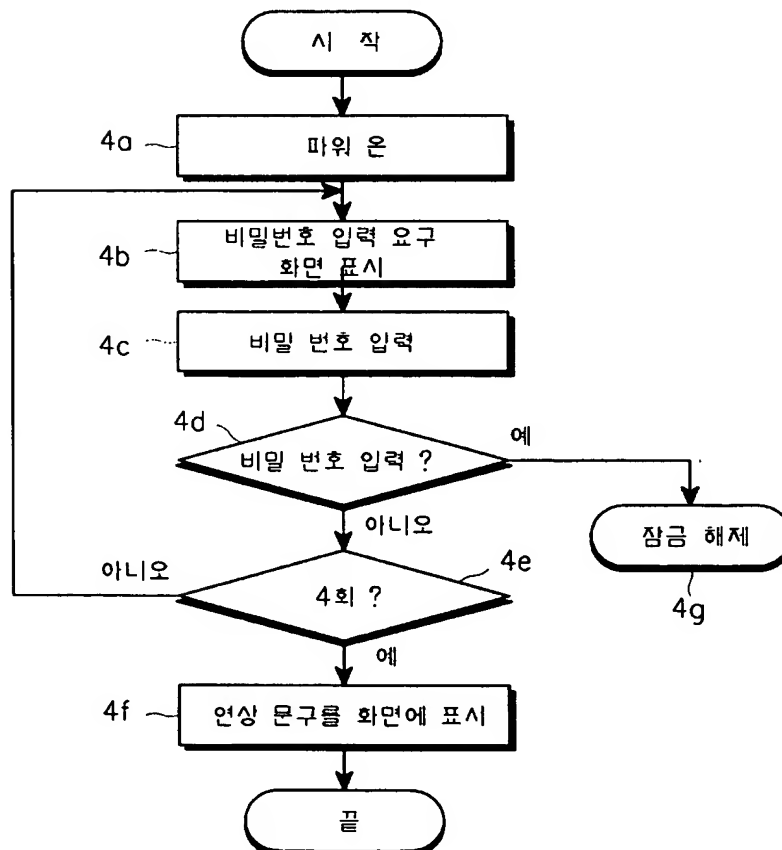 시 작
4a
파워 온
4b
비밀번호 입력 요구
화면 표시
4c
비밀 번호 입력
4d
비밀 번호 입력 ?
예
아니오
잠금 해제
4g
아니오
4e
4회 ?
예
4f
연상 문구를 화면에 표시
끝